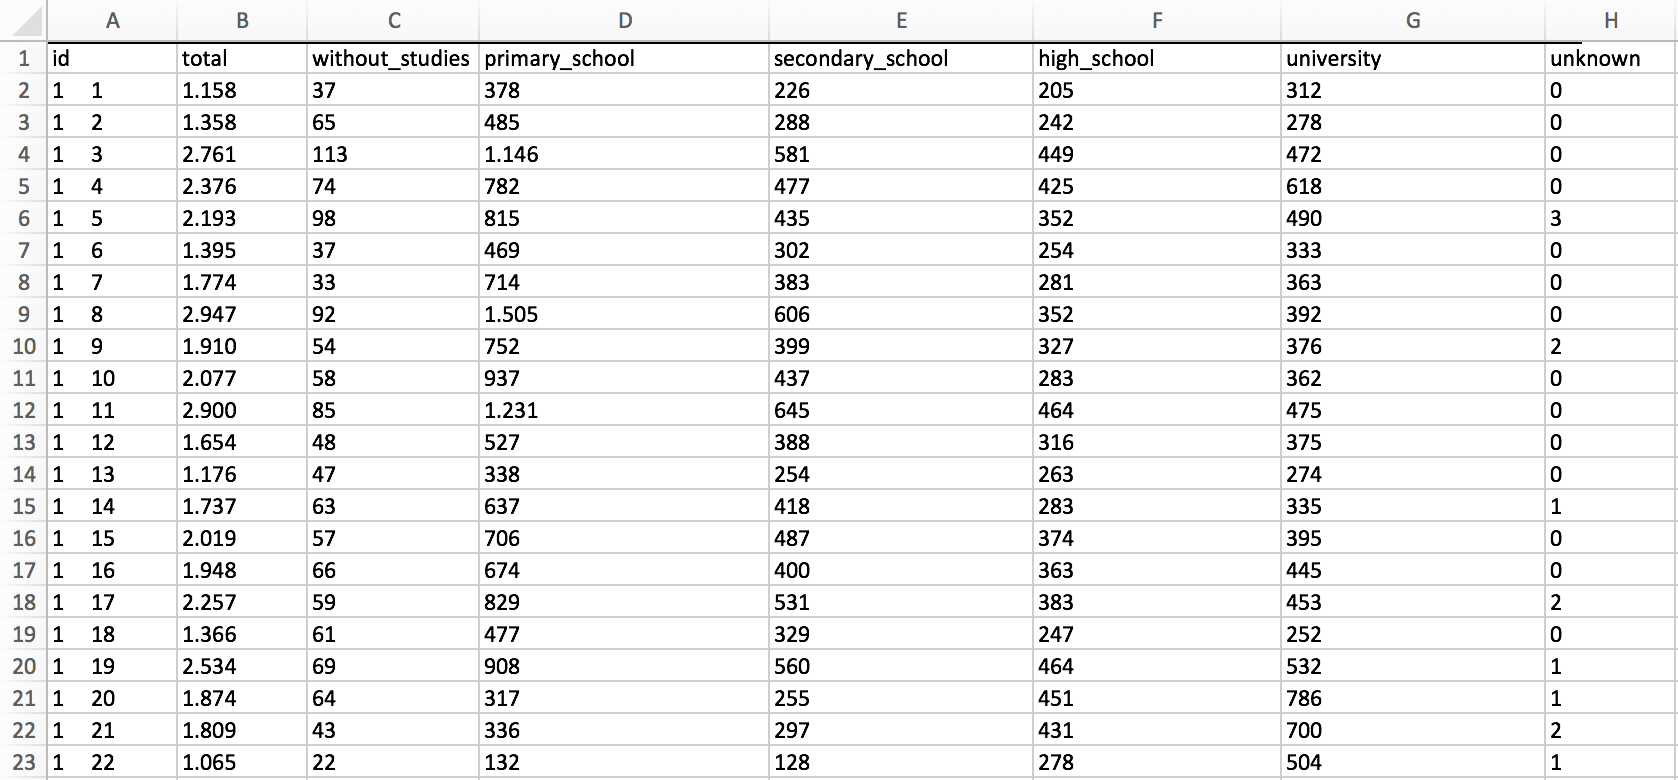 A B C D E F G H
1 id total without_studies primary_school secondary_school high_school university unknown
2 1 1 1.158 37 378 226 205 312 0
3 1 2 1.358 65 485 288 242 278 0
4 1 3 2.761 113 1.146 581 449 472 0
5 1 4 2.376 74 782 477 425 618 0
6 1 5 2.193 98 815 435 352 490 3
7 1 6 1.395 37 469 302 254 333 0
8 1 7 1.774 33 714 383 281 363 0
9 1 8 2.947 92 1.505 606 352 392 0
10 1 9 1.910 54 752 399 327 376 2
11 1 10 2.077 58 937 437 283 362 0
12 1 11 2.900 85 1.231 645 464 475 0
13 1 12 1.654 48 527 388 316 375 0
14 1 13 1.176 47 338 254 263 274 0
15 1 14 1.737 63 637 418 283 335 1
16 1 15 2.019 57 706 487 374 395 0
17 1 16 1.948 66 674 400 363 445 0
18 1 17 2.257 59 829 531 383 453 2
19 1 18 1.366 61 477 329 247 252 0
20 1 19 2.534 69 908 560 464 532 1
21 1 20 1.874 64 317 255 451 786 1
22 1 21 1.809 43 336 297 431 700 2
23 1 22 1.065 22 132 128 278 504 1